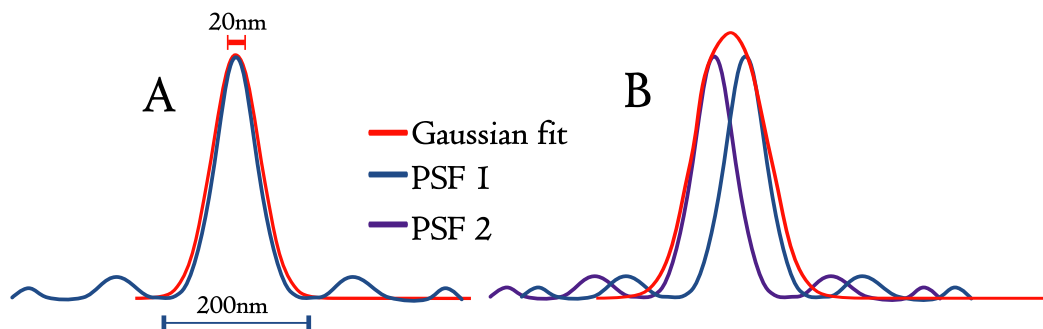 20nm
A
B
Gaussian fit
PSF 1
PSF 2
200nm